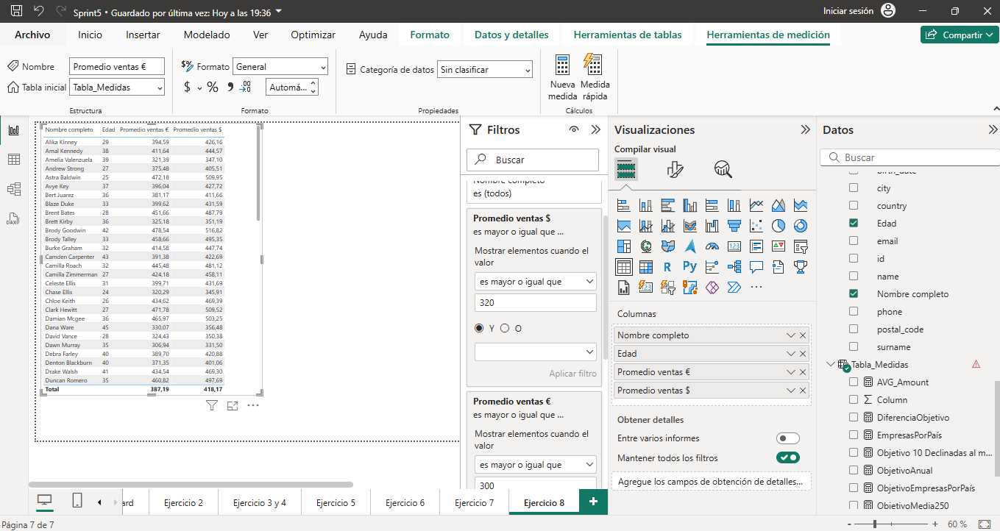 Sprint5 • Guardado por última vez: Hoy a las 19:36
Iniciar sesión
Archivo Inicio Insertar Modelado Ver Optimizar Ayuda Formato Datos y detalles Herramientas de tablas Herramientas de medición Compartir
Nombre Promedio ventas €
Tabla inicial Tabla_Medidas
Estructura
Formato General
$ % 9 .00 Automá...
Formato
Categoría de datos Sin clasificar
Propiedades
Nueva medida
Medida rápida
Cálculos
Nombre completo Edad Promedio ventas € Promedio ventas $
Alika Kinney 29 394,59 426,16
Amal Kennedy 38 411,64 444,57
Amelia Valenzuela 39 321,39 347,10
Andrew Strong 27 375,48 405,51
Astra Baldwin 25 472,18 509,95
Avye Key 37 396,04 427,72
Bert Juarez 36 381,17 411,66
Blaze Duke 33 399,62 431,59
Brent Bates 28 451,66 487,79
Brett Kirby 36 325,18 351,19
Brody Goodwin 42 478,54 516,82
Brody Talley 33 458,66 495,35
Burke Graham 32 414,58 447,74
Camden Carpenter 43 391,38 422,69
Camilla Roach 32 445,48 481,12
Camilla Zimmerman 27 424,18 458,11
Celeste Ellis 31 399,71 431,69
Chase Ellis 24 320,29 345,91
Chloe Keith 26 434,62 469,39
Clark Hewitt 27 471,78 509,52
Damian Mcgee 36 465,97 503,25
Dana Ware 45 330,07 356,48
David Vance 28 324,43 350,38
Dawn Murray 35 306,94 331,50
Debra Farley 40 389,70 420,88
Denton Blackburn 40 371,35 401,06
Drake Walsh 41 434,54 469,30
Duncan Romero 35 460,82 497,69
Total 387,19 418,17
Filtros
Buscar
Nombre completo
es (todos)
Promedio ventas $
es mayor o igual que ...
Mostrar elementos cuando el
valor
es mayor o igual que
320
Y O
Aplicar filtro
Promedio ventas €
es mayor o igual que ...
Mostrar elementos cuando el
valor
es mayor o igual que
300
Visualizaciones
Compilar visual
R Py
123
...
Columnas
Nombre completo
Edad
Promedio ventas €
Promedio ventas $
Obtener detalles
Entre varios informes
Mantener todos los filtros
Agregue los campos de obtención de detalles...
Datos
Buscar
birth_date
city
country
Edad
email
id
name
Nombre completo
phone
postal_code
surname
Tabla_Medidas
AVG_Amount
Column
DiferenciaObjetivo
EmpresasPorPaís
Objetivo 10 Declinadas al m...
ObjetivoAnual
ObjetivoEmpresasPorPaís
ObjetivoMedia250
ard Ejercicio 2 Ejercicio 3 y 4 Ejercicio 5 Ejercicio 6 Ejercicio 7 Ejercicio 8 +
Página 7 de 7
- + 60 %